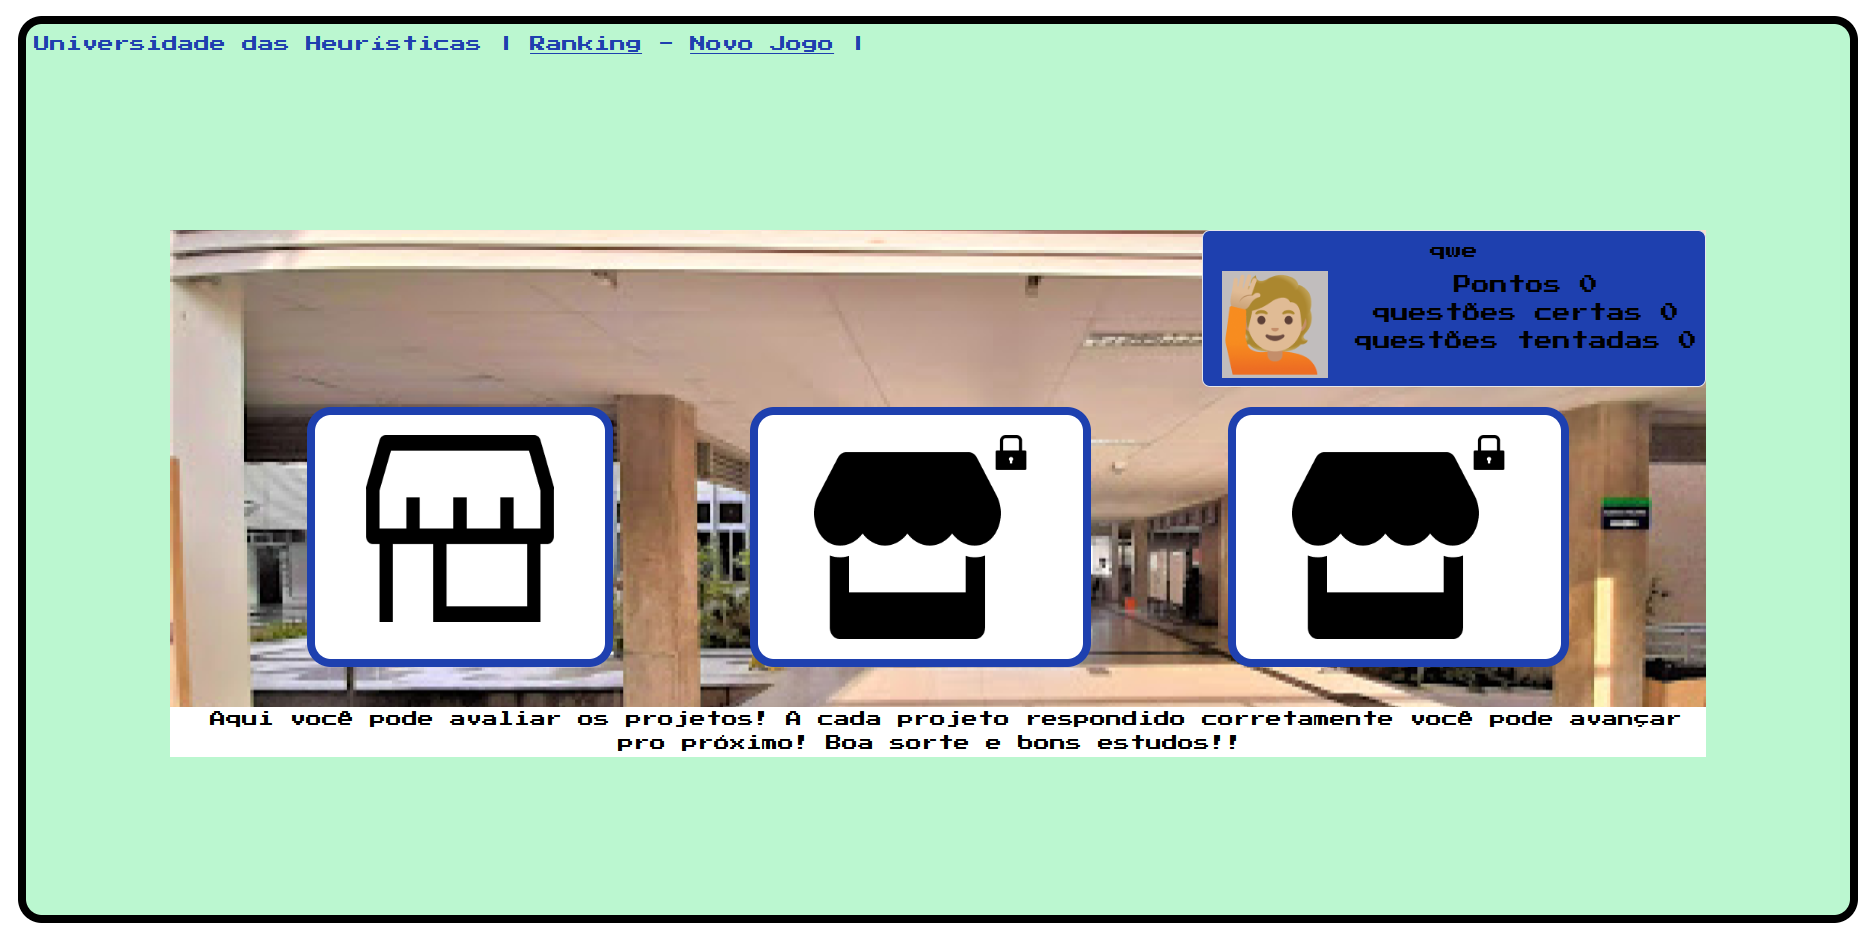 Universidade das Heurísticas | Ranking - Novo Jogo |
qwe
Pontos 0
questões certas 0
questões tentadas 0
Aqui você pode avaliar os projetos! A cada projeto respondido corretamente você pode avançar
pro próximo! Boa sorte e bons estudos!!